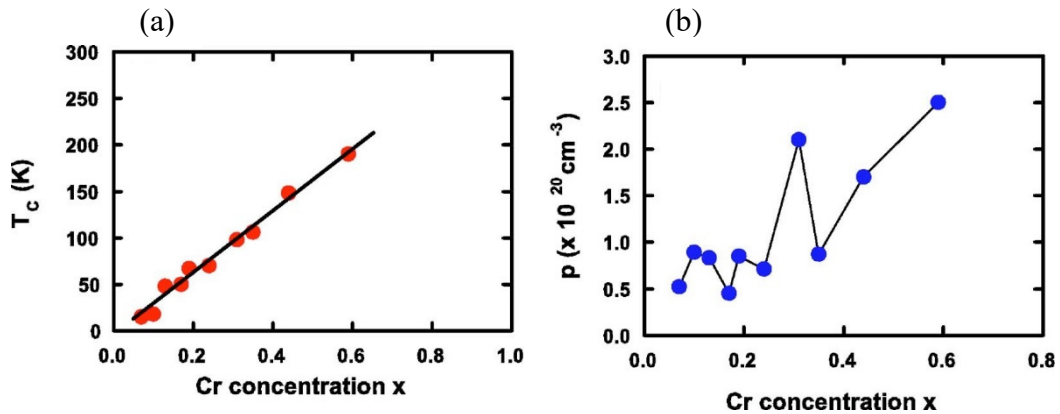 (a)
300
250
200
150
100
50
0
T_C (K)
0.0 0.2 0.4 0.6 0.8 1.0
Cr concentration x
(b)
3.0
2.5
2.0
1.5
1.0
0.5
0.0
p (x 10 ²⁰ cm ⁻³)
0.0 0.2 0.4 0.6 0.8
Cr concentration x